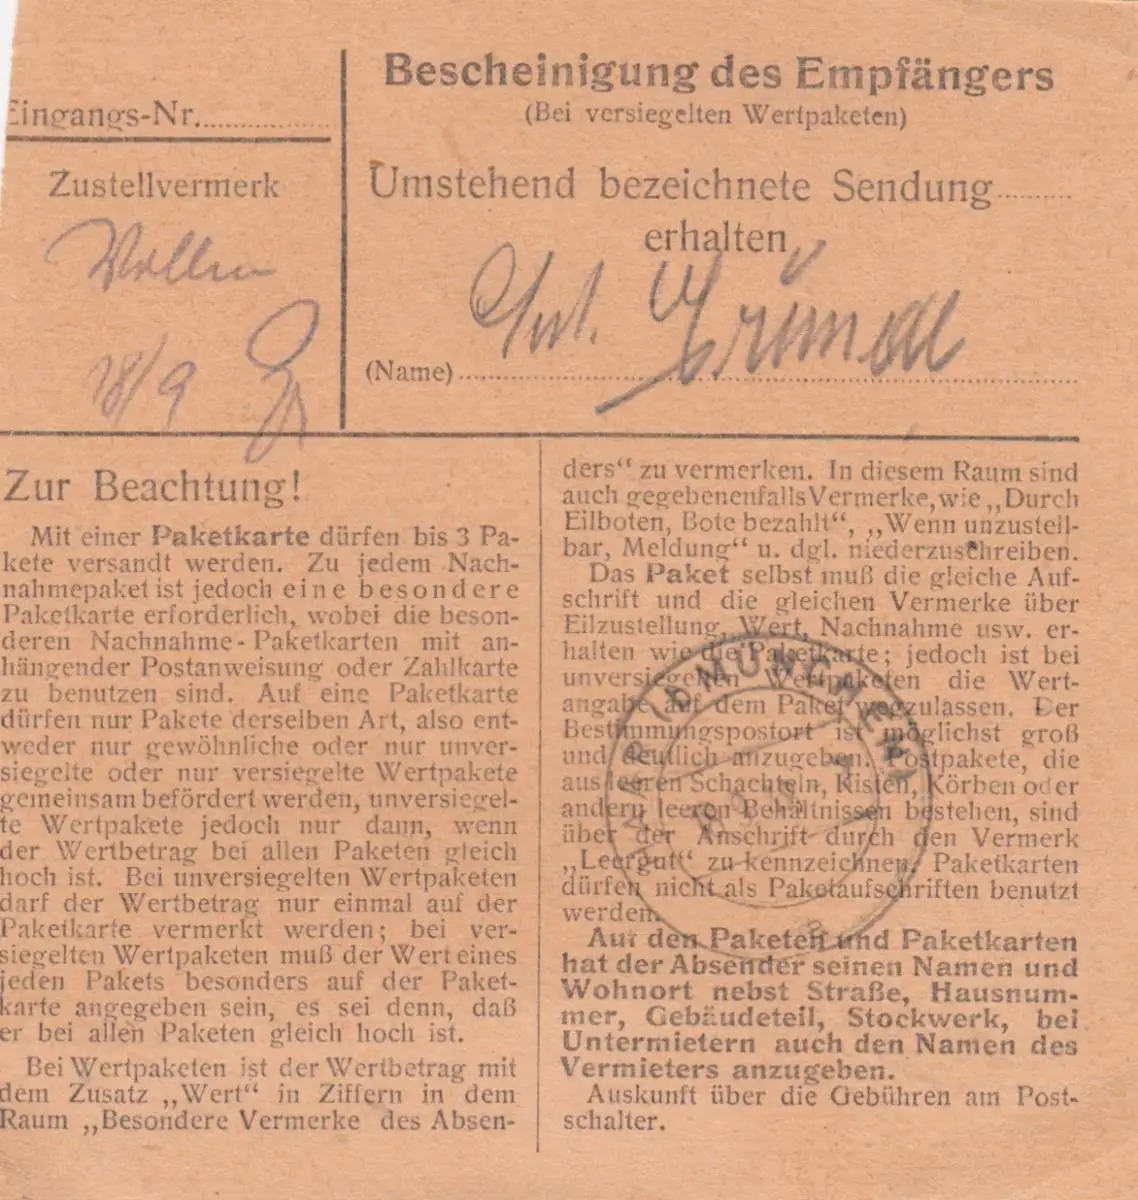 Eingangs-Nr.
Zustellvermerk
18/9
Bescheinigung des Empfängers
(Bei versiegelten Wertpaketen)
Umstehend bezeichnete Sendung
erhalten
(Name)
Zur Beachtung!
Mit einer Paketkarte dürfen bis 3 Pa-
kete versandt werden. Zu jedem Nach-
nahmepaket ist jedoch eine besondere
Paketkarte erforderlich, wobei die beson-
deren Nachnahme-Paketkarten mit an-
hängender Postanweisung oder Zahlkarte
zu benutzen sind. Auf eine Paketkarte
dürfen nur Pakete derselben Art, also ent-
weder nur gewöhnliche oder nur unver-
siegelte oder nur versiegelte Wertpakete
gemeinsam befördert werden, unversiegel-
te Wertpakete jedoch nur dann, wenn
der Wertbetrag bei allen Paketen gleich
hoch ist. Bei unversiegelten Wertpaketen
darf der Wertbetrag nur einmal auf der
Paketkarte vermerkt werden; bei ver-
siegelten Wertpaketen muß der Wert eines
jeden Pakets besonders auf der Paket-
karte angegeben sein, es sei denn, daß
er bei allen Paketen gleich hoch ist.
Bei Wertpaketen ist der Wertbetrag mit
dem Zusatz „Wert“ in Ziffern in dem
Raum „Besondere Vermerke des Absen-
ders“ zu vermerken. In diesem Raum sind
auch gegebenenfalls Vermerke, wie „Durch
Eilboten, Bote bezahlt“, „Wenn unzustell-
bar, Meldung“ u. dgl. niederzuschreiben.
Das Paket selbst muß die gleiche Auf-
schrift und die gleichen Vermerke über
Eilzustellung, Wert, Nachnahme usw. er-
halten wie die Paketkarte; jedoch ist bei
unversiegelten Wertpaketen die Wert-
angabe auf dem Paket wegzulassen. Der
Bestimmungspostort ist möglichst groß
und deutlich anzugeben. Postpakete, die
aus leeren Schachteln, Kisten, Körben oder
andern leeren Behältnissen bestehen, sind
über der Anschrift durch den Vermerk
„Leergut“ zu kennzeichnen. Paketkarten
dürfen nicht als Paketaufschriften benutzt
werden.
Auf den Paketen und Paketkarten
hat der Absender seinen Namen und
Wohnort nebst Straße, Hausnum-
mer, Gebäudeteil, Stockwerk, bei
Untermietern auch den Namen des
Vermieters anzugeben.
Auskunft über die Gebühren am Post-
schalter.
MÜNCHEN